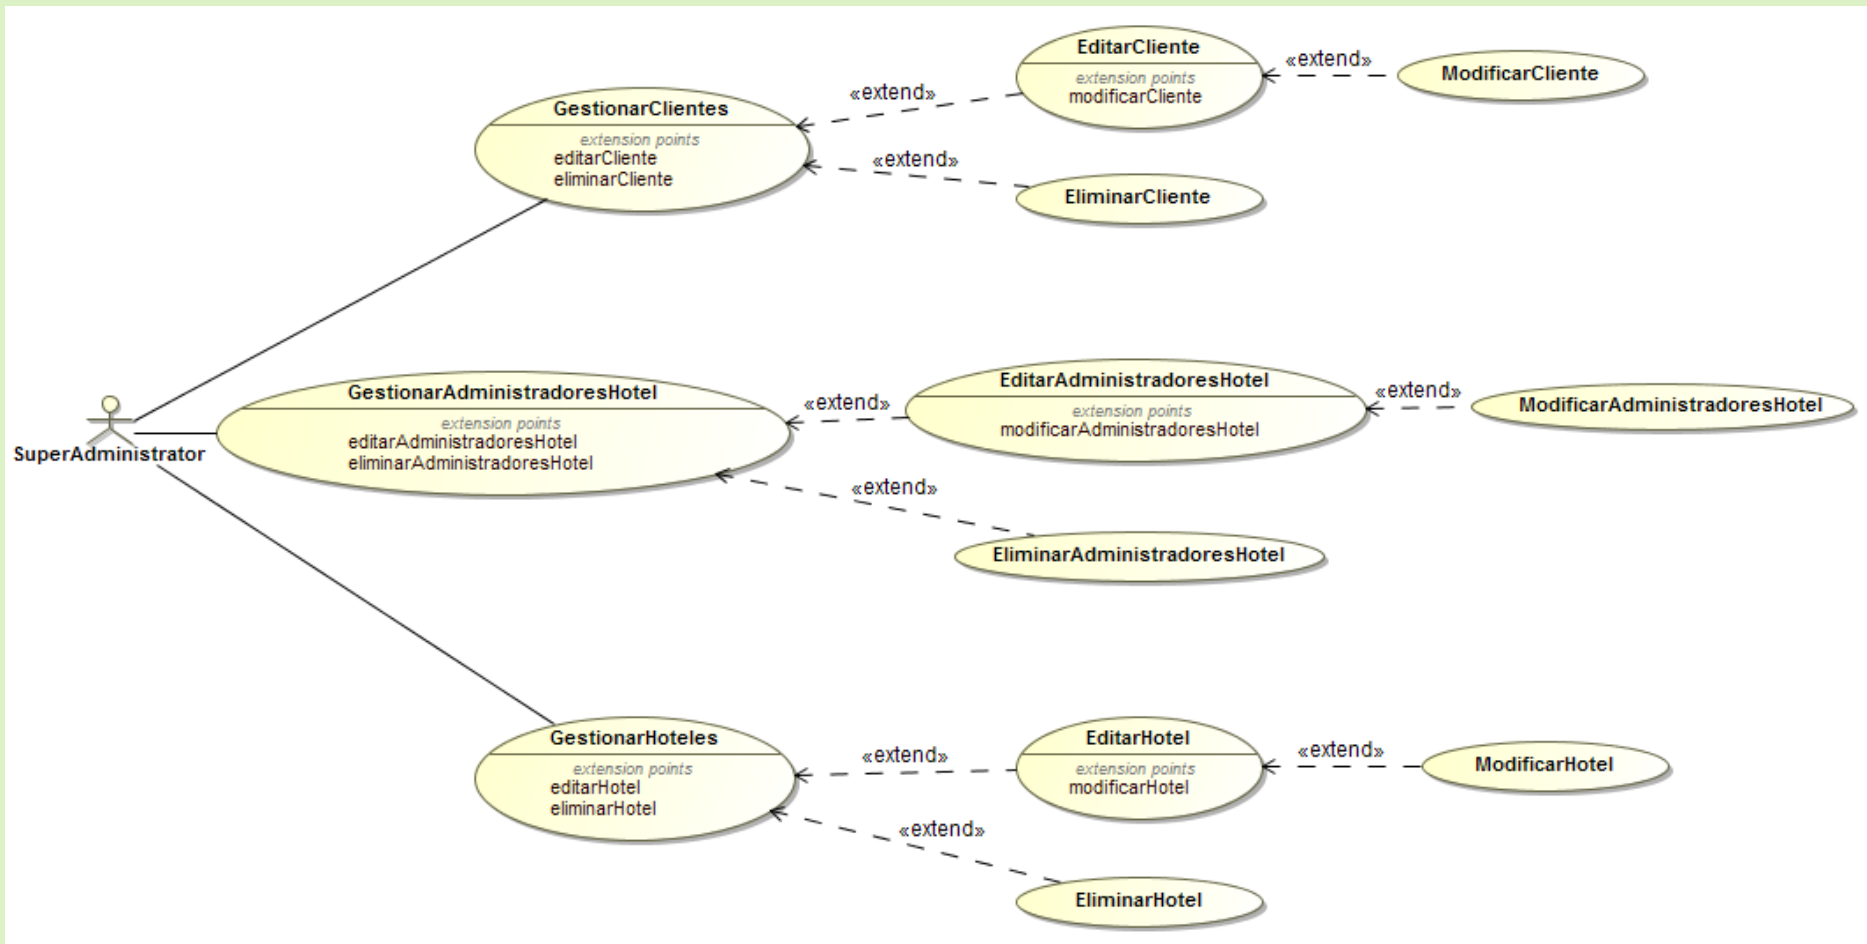 EditarCliente
extension points
modificarCliente
«extend»
ModificarCliente
«extend»
GestionarClientes
extension points
editarCliente
eliminarCliente
«extend»
EliminarCliente
SuperAdministrator
GestionarAdministradoresHotel
extension points
editarAdministradoresHotel
eliminarAdministradoresHotel
«extend»
EditarAdministradoresHotel
extension points
modificarAdministradoresHotel
«extend»
ModificarAdministradoresHotel
«extend»
EliminarAdministradoresHotel
GestionarHoteles
extension points
editarHotel
eliminarHotel
«extend»
EditarHotel
extension points
modificarHotel
«extend»
ModificarHotel
«extend»
EliminarHotel